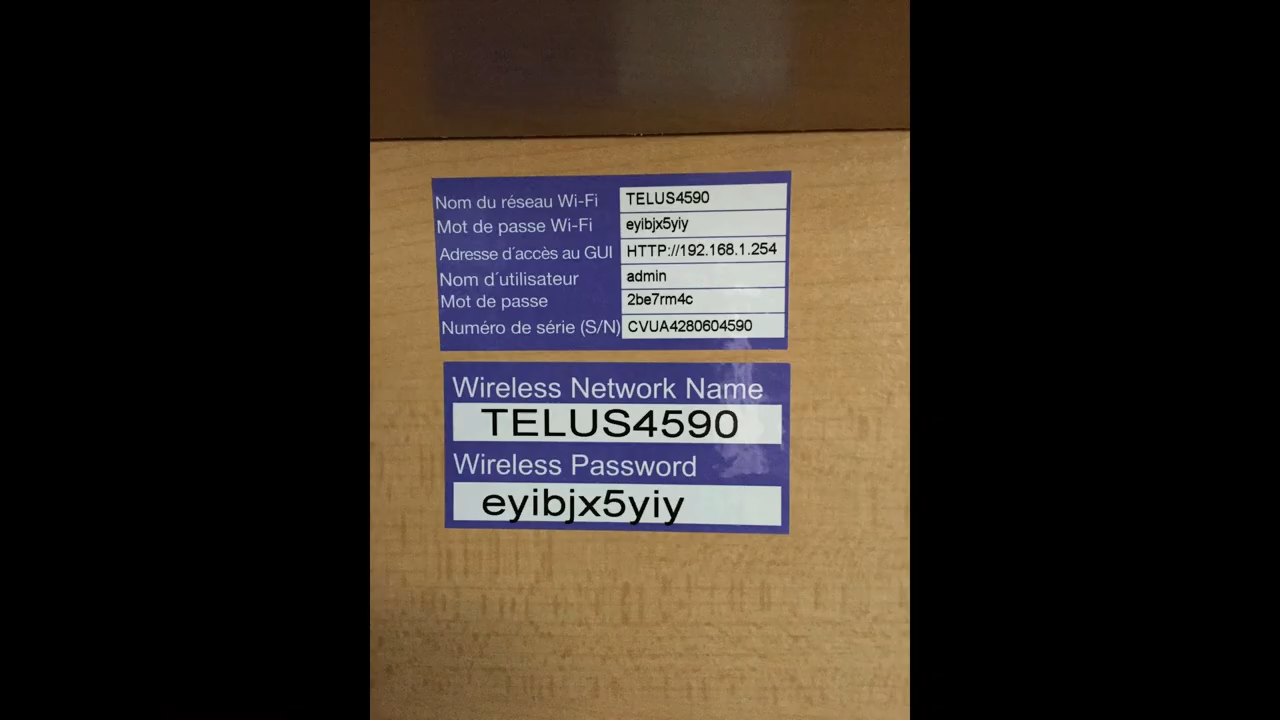 Nom du réseau Wi-Fi TELUS4590
Mot de passe Wi-Fi eyibjx5yiy
Adresse d´accès au GUI HTTP://192.168.1.254
Nom d´utilisateur admin
Mot de passe 2be7rm4c
Numéro de série (S/N) CVUA4280604590
Wireless Network Name
TELUS4590
Wireless Password
eyibjx5yiy